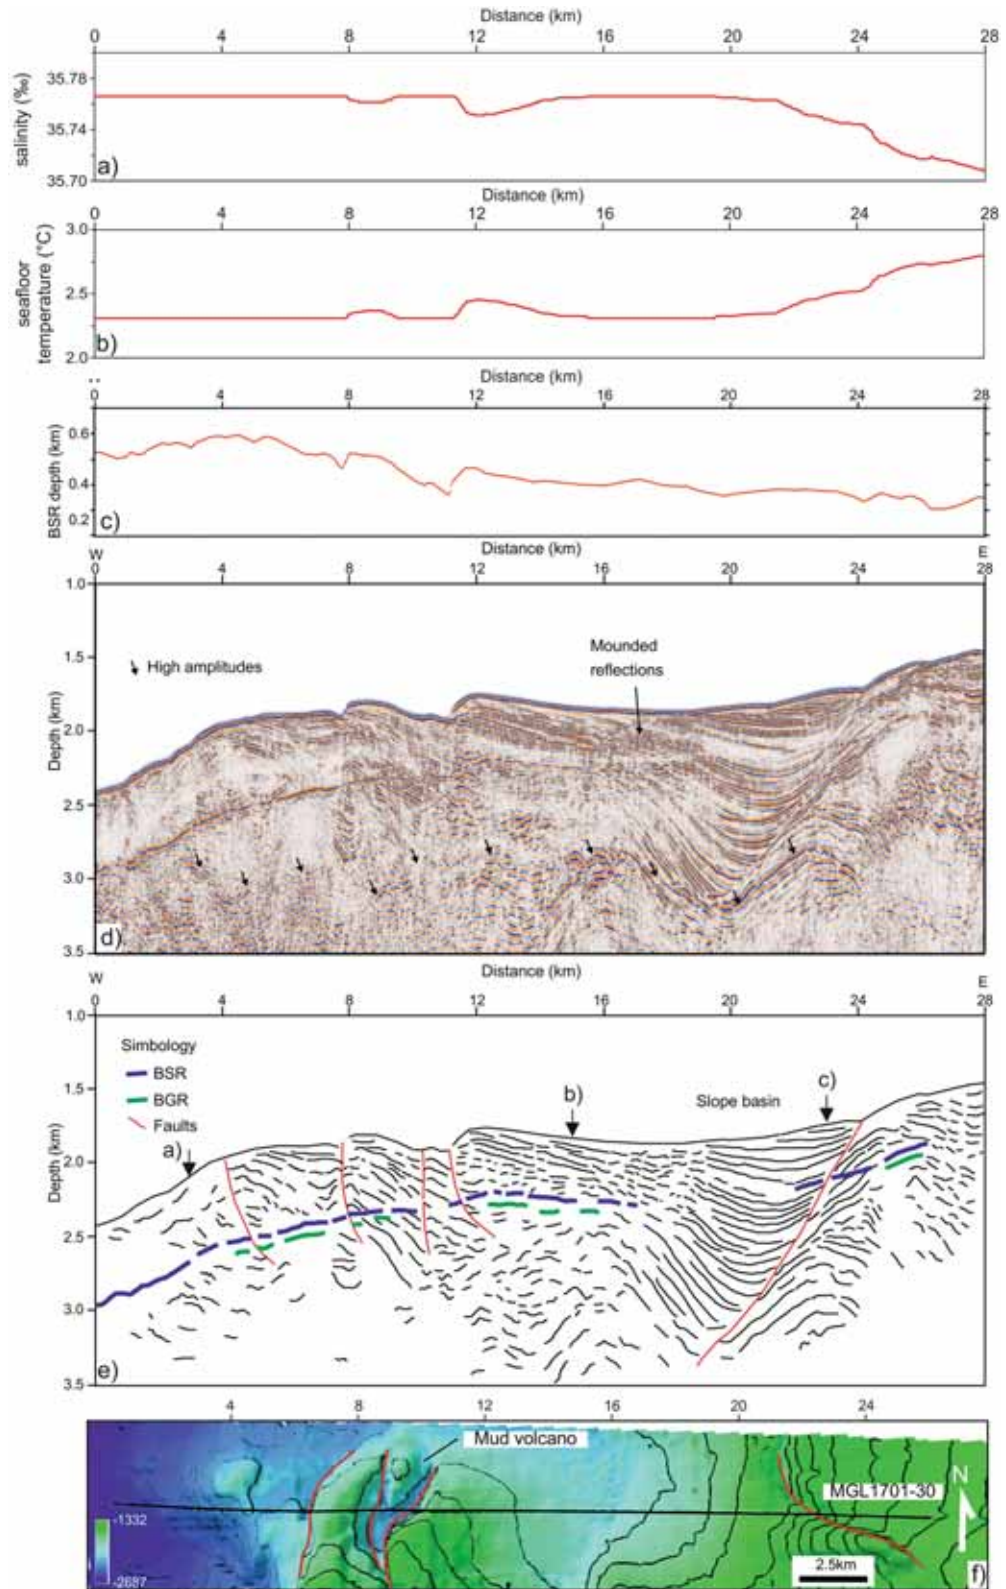 Distance (km)
0 4 8 12 16 20 24 28
salinity (‰)
35.78
35.74
35.70
a)
Distance (km)
0 4 8 12 16 20 24 28
seafloor
temperature (°C)
3.0
2.5
2.0
b)
Distance (km)
0 4 8 12 16 20 24 28
BSR depth (km)
0.6
0.4
0.2
c)
Distance (km)
W E
0 4 8 12 16 20 24 28
Depth (km)
1.0
1.5
2.0
2.5
3.0
3.5
High amplitudes
Mounded
reflections
d)
Distance (km)
W E
0 4 8 12 16 20 24 28
Depth (km)
1.0
1.5
2.0
2.5
3.0
3.5
Simbology
BSR
BGR
Faults
a)
b)
Slope basin
c)
e)
4 8 12 16 20 24
Mud volcano
N
MGL1701-30
-1332
-2687
2.5km
f)